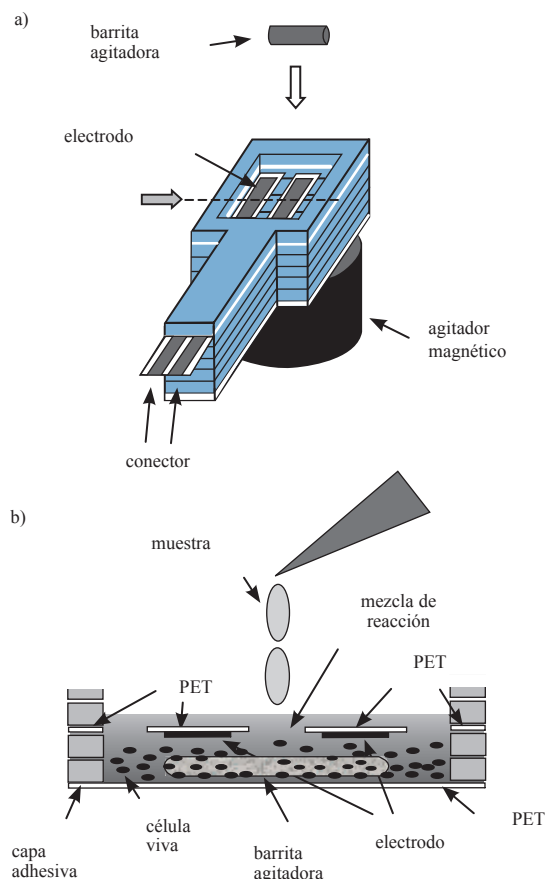 a)
barrita
agitadora
electrodo
agitador
magnético
conector
b)
muestra
mezcla de
reacción
PET
PET
célula
viva
electrodo
PET
capa
adhesiva
barrita
agitadora